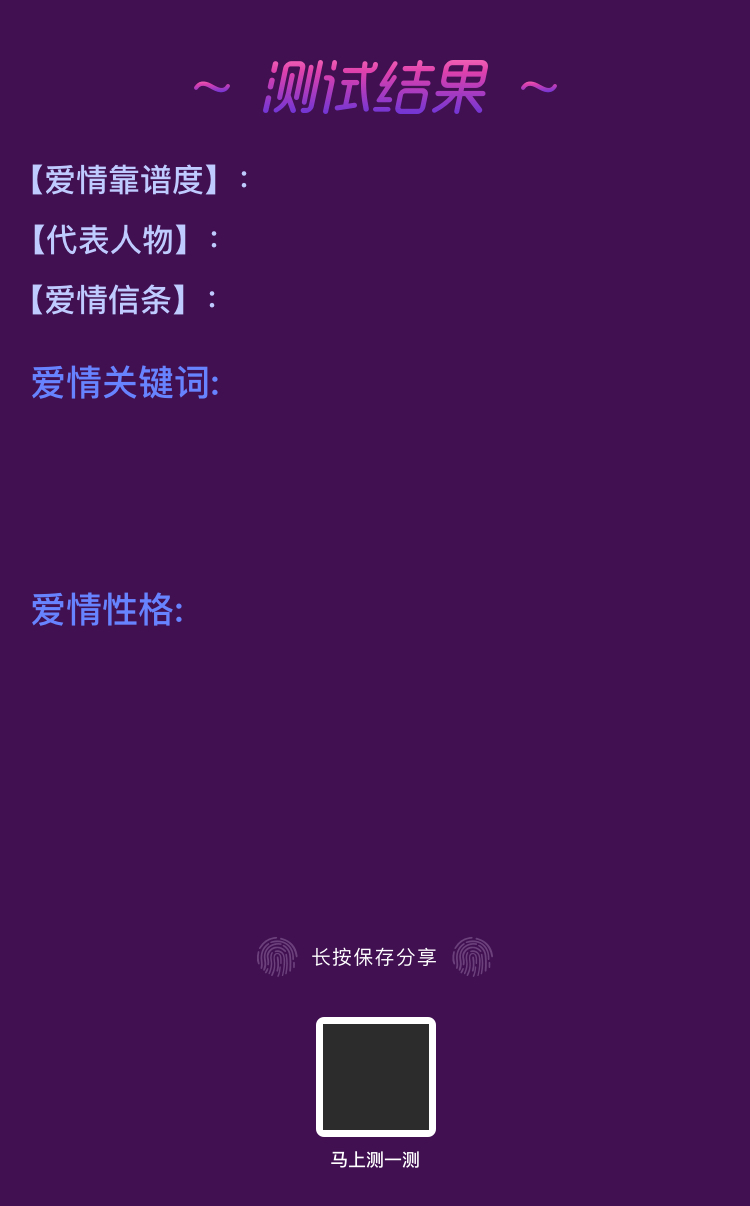 ～ 测试结果 ～
【爱情靠谱度】：
【代表人物】：
【爱情信条】：
爱情关键词:
爱情性格:
长按保存分享
马上测一测